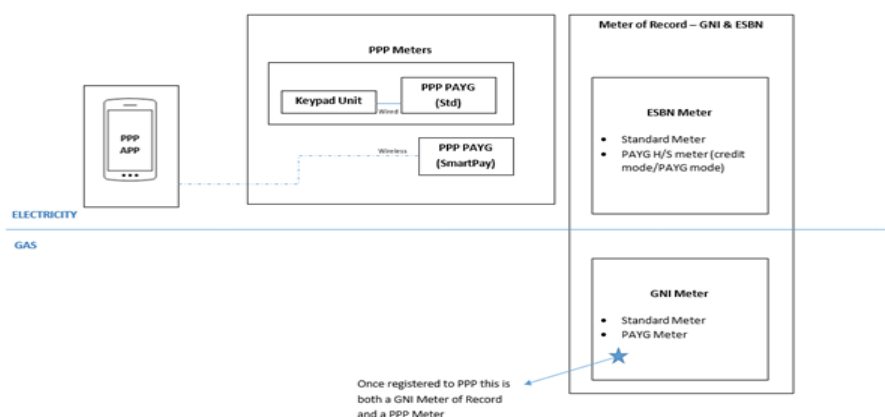 Meter of Record – GNI & ESBN
PPP Meters
Keypad Unit
Wired
PPP PAYG
(Std)
PPP
APP
Wireless
PPP PAYG
(SmartPay)
ESBN Meter
• Standard Meter
• PAYG H/S meter (credit
mode/PAYG mode)
ELECTRICITY
GAS
GNI Meter
• Standard Meter
• PAYG Meter
Once registered to PPP this is
both a GNI Meter of Record
and a PPP Meter